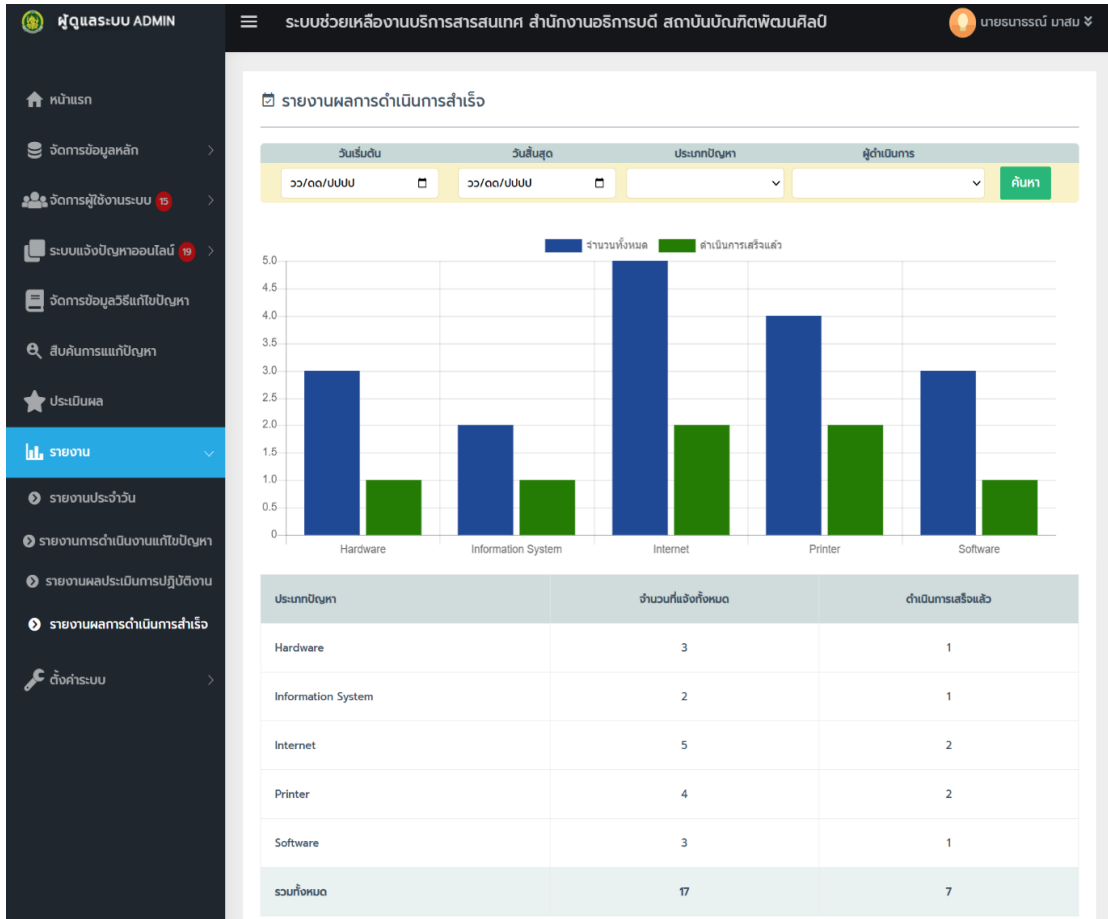 ผู้ดูแลระบบ ADMIN
ระบบช่วยเหลืองานบริการสารสนเทศ สำนักงานอธิการบดี สถาบันบัณฑิตพัฒนศิลป์
นายธนาธรณ์ มาสม
หน้าแรก
จัดการข้อมูลหลัก
จัดการผู้ใช้งานระบบ 15
ระบบแจ้งปัญหาออนไลน์ 19
จัดการข้อมูลวิธีแก้ไขปัญหา
สืบค้นการแแก้ปัญหา
ประเมินผล
รายงาน
รายงานประจำวัน
รายงานการดำเนินงานแก้ไขปัญหา
รายงานผลประเมินการปฏิบัติงาน
รายงานผลการดำเนินการสำเร็จ
ตั้งค่าระบบ
รายงานผลการดำเนินการสำเร็จ
วันเริ่มต้น วันสิ้นสุด ประเภทปัญหา ผู้ดำเนินการ
วว/ดด/ปปปป วว/ดด/ปปปป ค้นหา
จำนวนทั้งหมด ดำเนินการเสร็จแล้ว
5.0
4.5
4.0
3.5
3.0
2.5
2.0
1.5
1.0
0.5
0
Hardware Information System Internet Printer Software
ประเภทปัญหา จำนวนที่แจ้งทั้งหมด ดำเนินการเสร็จแล้ว
Hardware 3 1
Information System 2 1
Internet 5 2
Printer 4 2
Software 3 1
รวมทั้งหมด 17 7